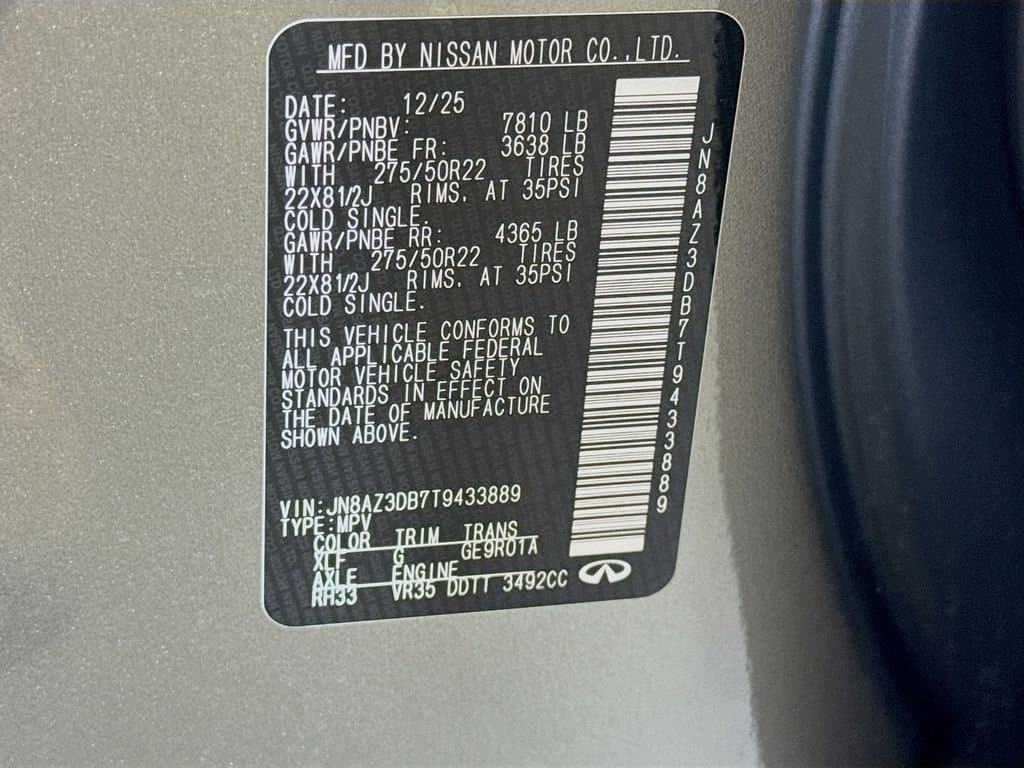 MFD BY NISSAN MOTOR CO.,LTD.
DATE: 12/25
GVWR/PNBV: 7810 LB
GAWR/PNBE FR: 3638 LB
WITH 275/50R22 TIRES
22X81/2J RIMS, AT 35PSI
COLD SINGLE.
GAWR/PNBE RR: 4365 LB
WITH 275/50R22 TIRES
22X81/2J RIMS, AT 35PSI
COLD SINGLE.
THIS VEHICLE CONFORMS TO
ALL APPLICABLE FEDERAL
MOTOR VEHICLE SAFETY
STANDARDS IN EFFECT ON
THE DATE OF MANUFACTURE
SHOWN ABOVE.
VIN:JN8AZ3DB7T9433889
TYPE:MPV
COLOR TRIM TRANS
XLF G GE9R01A
AXLE ENGINE
RH33 VR35 DDTT 3492CC
JN8AZ3DB7T9433889